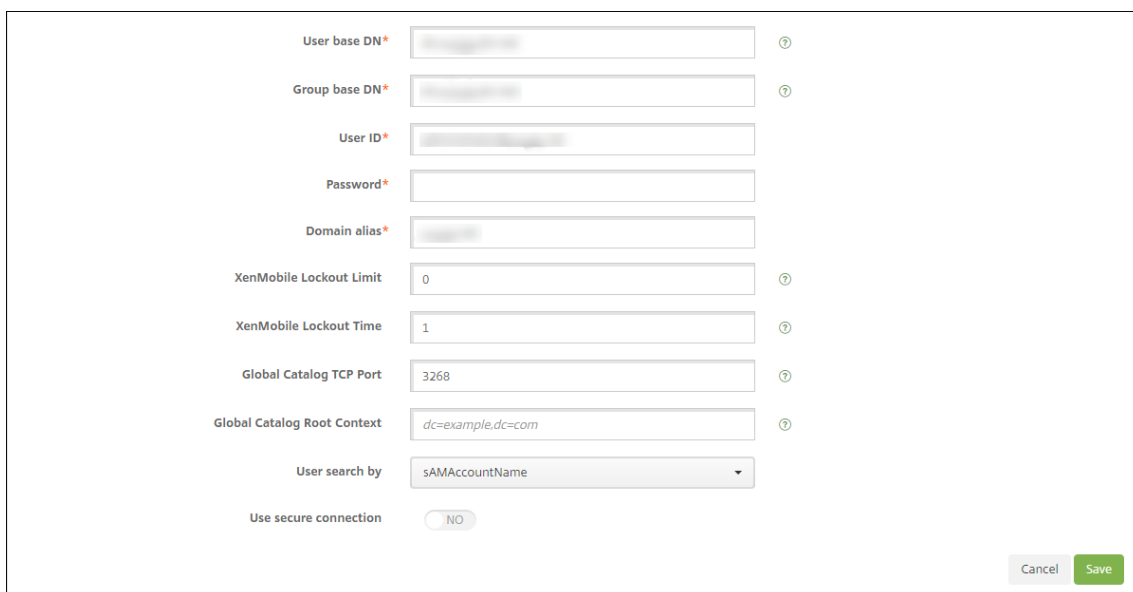 User base DN*
Group base DN*
User ID*
Password*
Domain alias*
XenMobile Lockout Limit 0
XenMobile Lockout Time 1
Global Catalog TCP Port 3268
Global Catalog Root Context dc=example,dc=com
User search by sAMAccountName
Use secure connection NO
Cancel Save